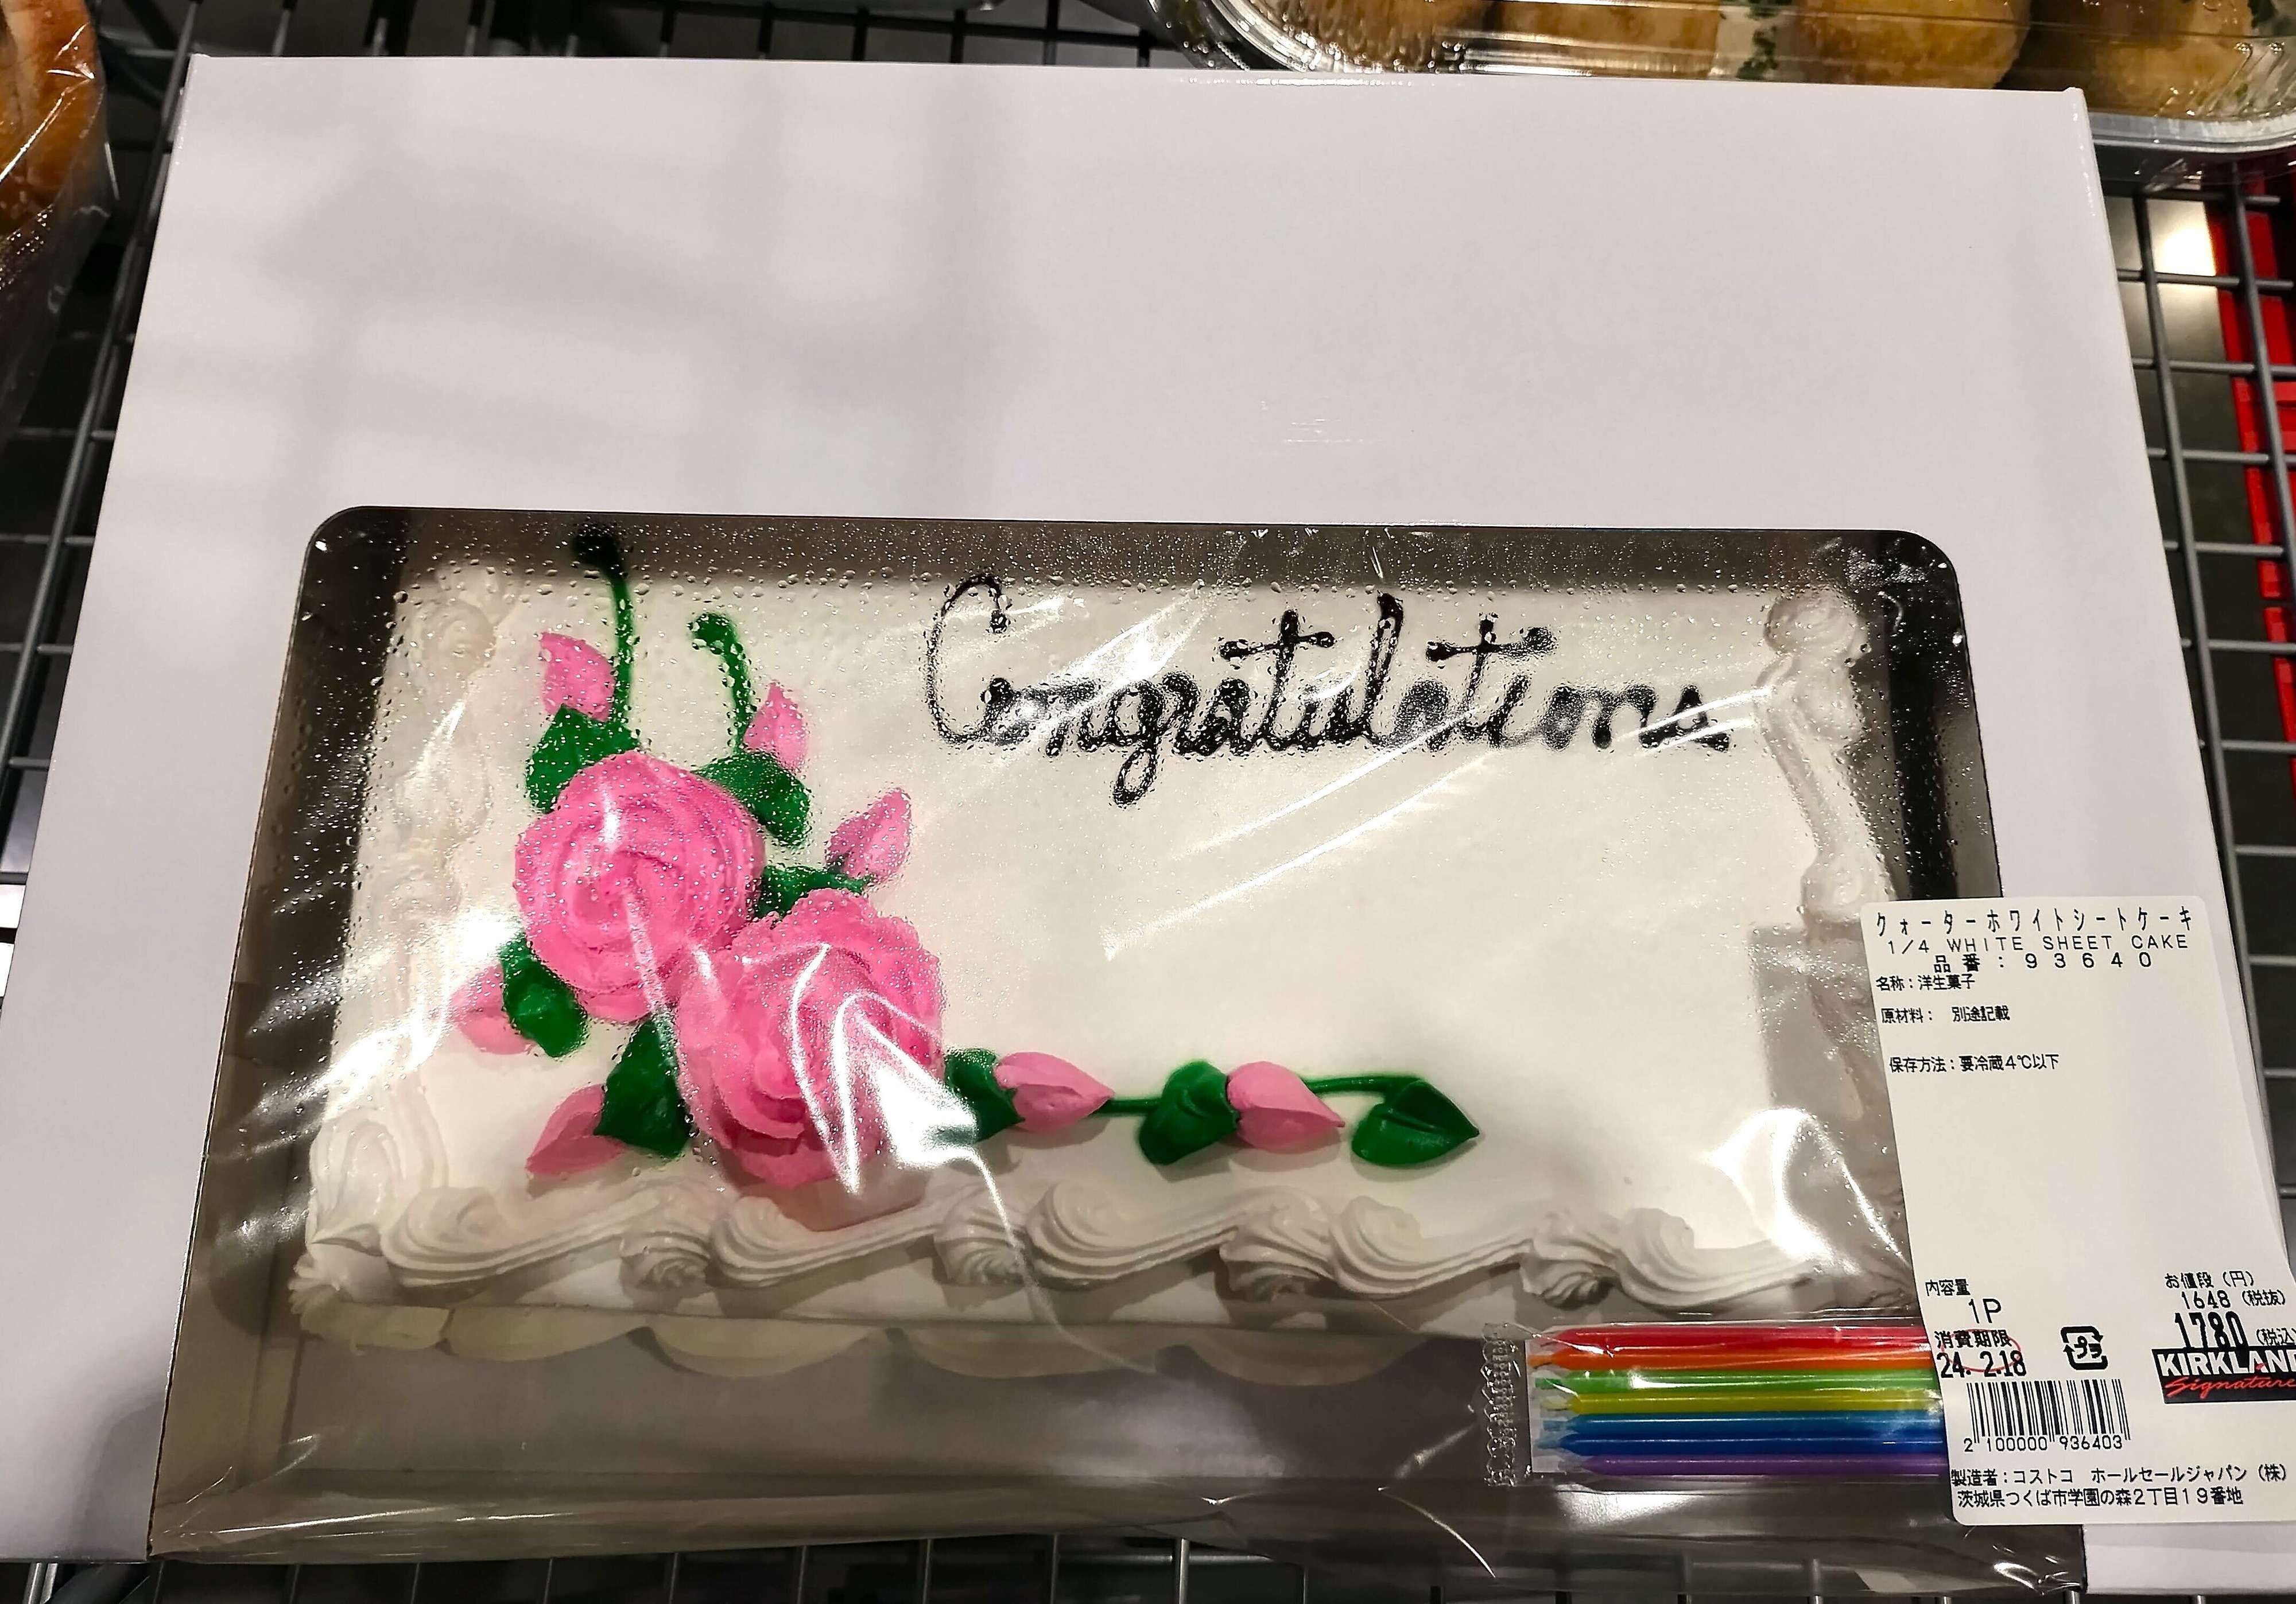 Congratulations
クォーターホワイトシートケーキ
1/4 WHITE SHEET CAKE
品番:93640
名称:洋生菓子
原材料: 別途記載
保存方法:要冷蔵4℃以下
内容量
1P
お値段(円)
1648(税抜)
消費期限
24. 2.18
プラ
1780(税込)
KIRKLAND
Signature
2 100000 936403
製造者:コストコ ホールセールジャパン(株)
茨城県つくば市学園の森2丁目19番地